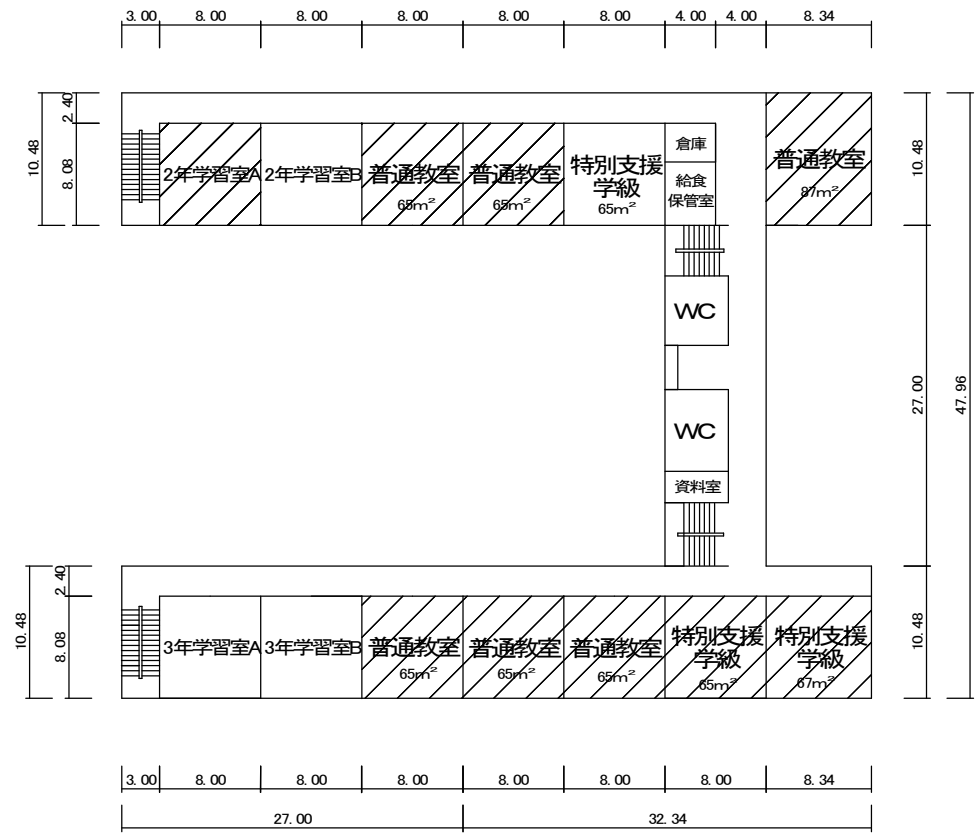 3.00 8.00 8.00 8.00 8.00 8.00 4.00 4.00 8.34
10.48
2.40
8.08
2年学習室A
2年学習室B
普通教室
65m²
普通教室
65m²
特別支援
学級
65m²
倉庫
給食
保管室
普通教室
87m²
10.48
WC
WC
資料室
27.00
47.96
10.48
2.40
8.08
3年学習室A
3年学習室B
普通教室
65m²
普通教室
65m²
普通教室
65m²
特別支援
学級
65m²
特別支援
学級
67m²
10.48
3.00 8.00 8.00 8.00 8.00 8.00 8.00 8.34
27.00 32.34